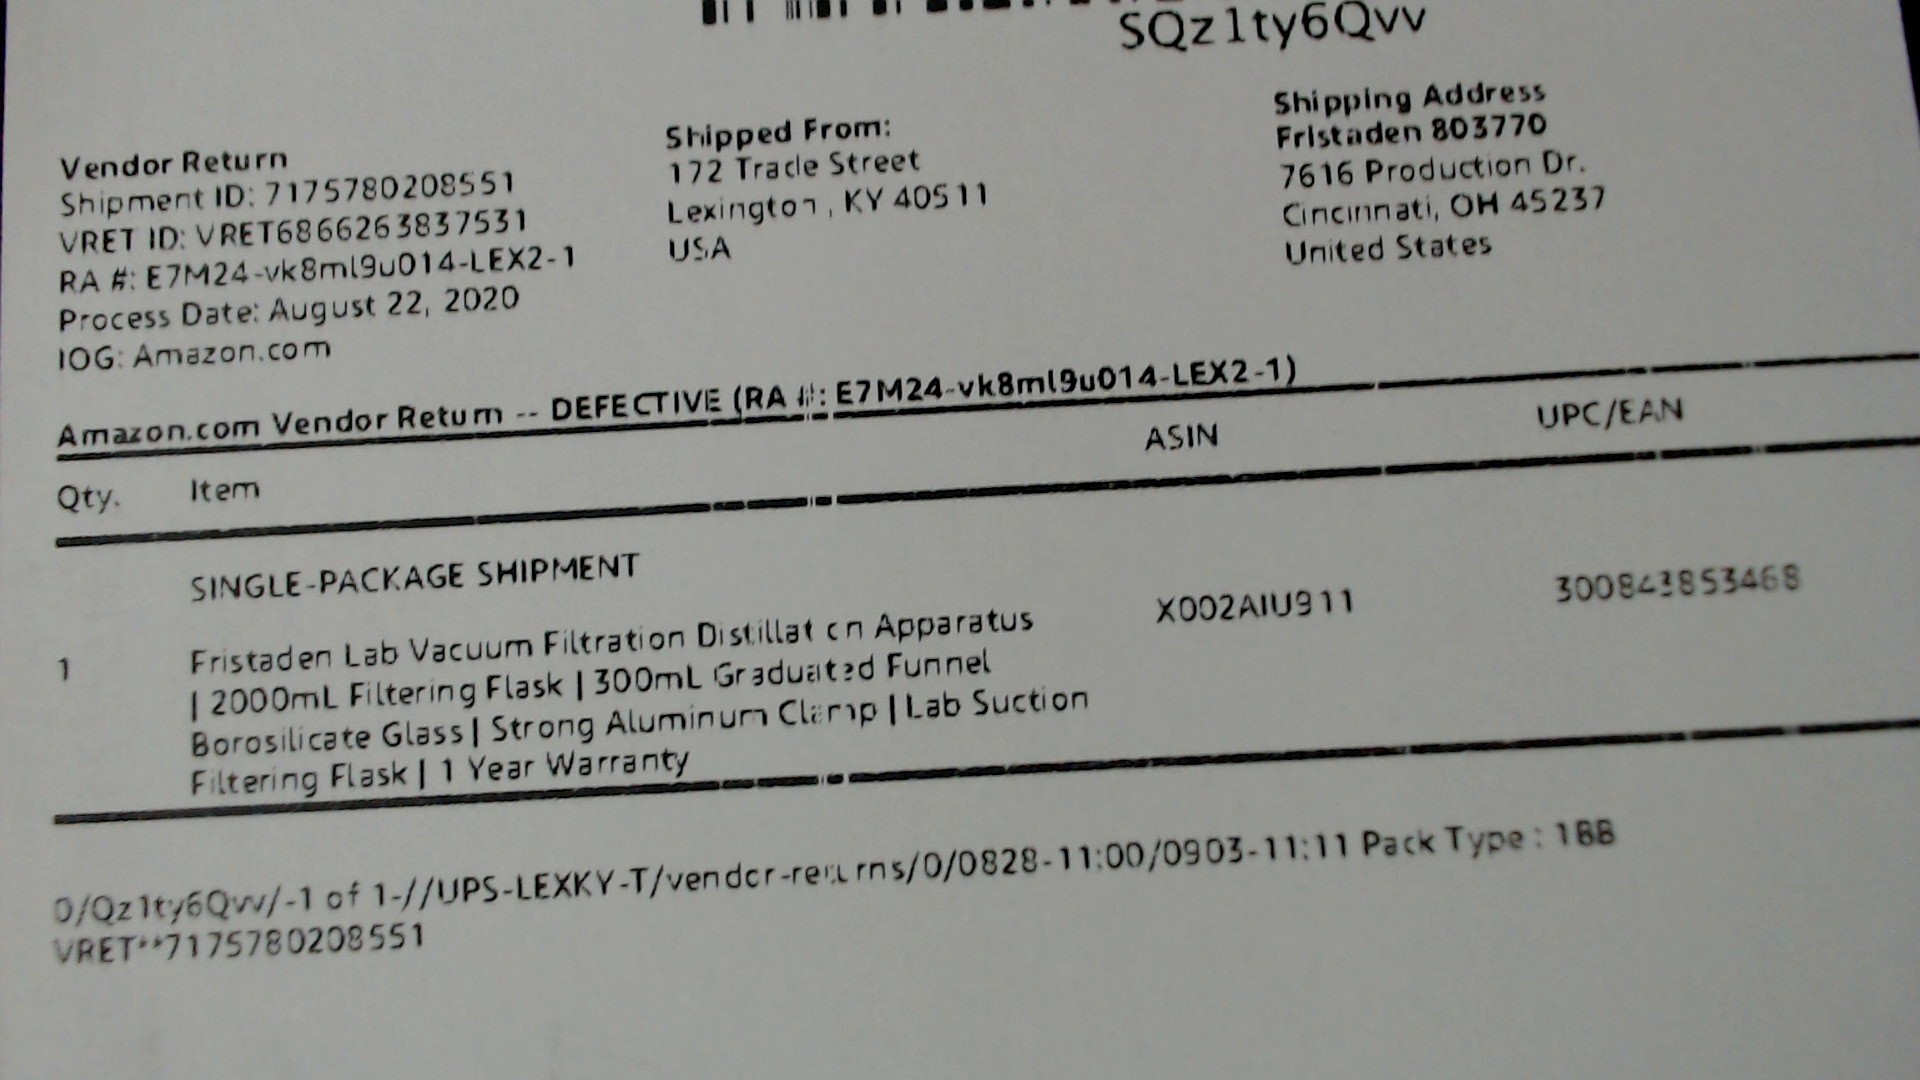 SQz1ty6Qvv
Vendor Return
Shipment ID: 7175780208551
VRET ID: VRET6866263837531
RA #: E7M24-vk8ml9u014-LEX2-1
Process Date: August 22, 2020
IOG: Amazon.com
Shipped From:
172 Trade Street
Lexington, KY 40511
USA
Shipping Address
Fristaden 803770
7616 Production Dr.
Cincinnati, OH 45237
United States
Amazon.com Vendor Return -- DEFECTIVE (RA #: E7M24-vk8ml9u014-LEX2-1)
Qty. Item ASIN UPC/EAN
SINGLE-PACKAGE SHIPMENT
1 Fristaden Lab Vacuum Filtration Distillation Apparatus X002AIU911 300843853468
| 2000mL Filtering Flask | 300mL Graduated Funnel
Borosilicate Glass | Strong Aluminum Clamp | Lab Suction
Filtering Flask | 1 Year Warranty
0/Qz1ty6Qvv/-1 of 1-//UPS-LEXKY-T/vendor-returns/0/0828-11:00/0903-11:11 Pack Type : 1BB
VRET**7175780208551